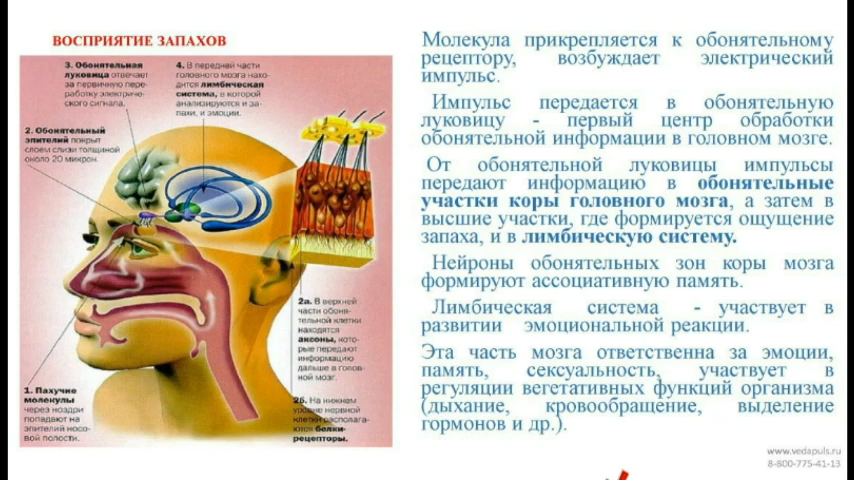 ВОСПРИЯТИЕ ЗАПАХОВ
3. Обонятельная
луковица отвечает
за первичную пере-
работку электриче-
ского сигнала.
4. В передней части
головного мозга нахо-
дится лимбическая
система, в которой
анализируются и за-
пахи, и эмоции.
2. Обонятельный
эпителий покрыт
слоем слизи толщиной
около 20 микрон.
2а. В верхней
части обоня-
тельной клетки
находятся
аксоны, кото-
рые передают
информацию
дальше в голов-
ной мозг.
1. Пахучие
молекулы
через ноздри
попадают на
эпителий носо-
вой полости.
2б. На нижнем
уровне нервной
клетки располага-
ются белки-
рецепторы.
Молекула прикрепляется к обонятельному
рецептору, возбуждает электрический
импульс.
Импульс передается в обонятельную
луковицу - первый центр обработки
обонятельной информации в головном мозге.
От обонятельной луковицы импульсы
передают информацию в обонятельные
участки коры головного мозга, а затем в
высшие участки, где формируется ощущение
запаха, и в лимбическую систему.
Нейроны обонятельных зон коры мозга
формируют ассоциативную память.
Лимбическая система - участвует в
развитии эмоциональной реакции.
Эта часть мозга ответственна за эмоции,
память, сексуальность, участвует в
регуляции вегетативных функций организма
(дыхание, кровообращение, выделение
гормонов и др.).
www.vedapuls.ru
8-800-775-41-13